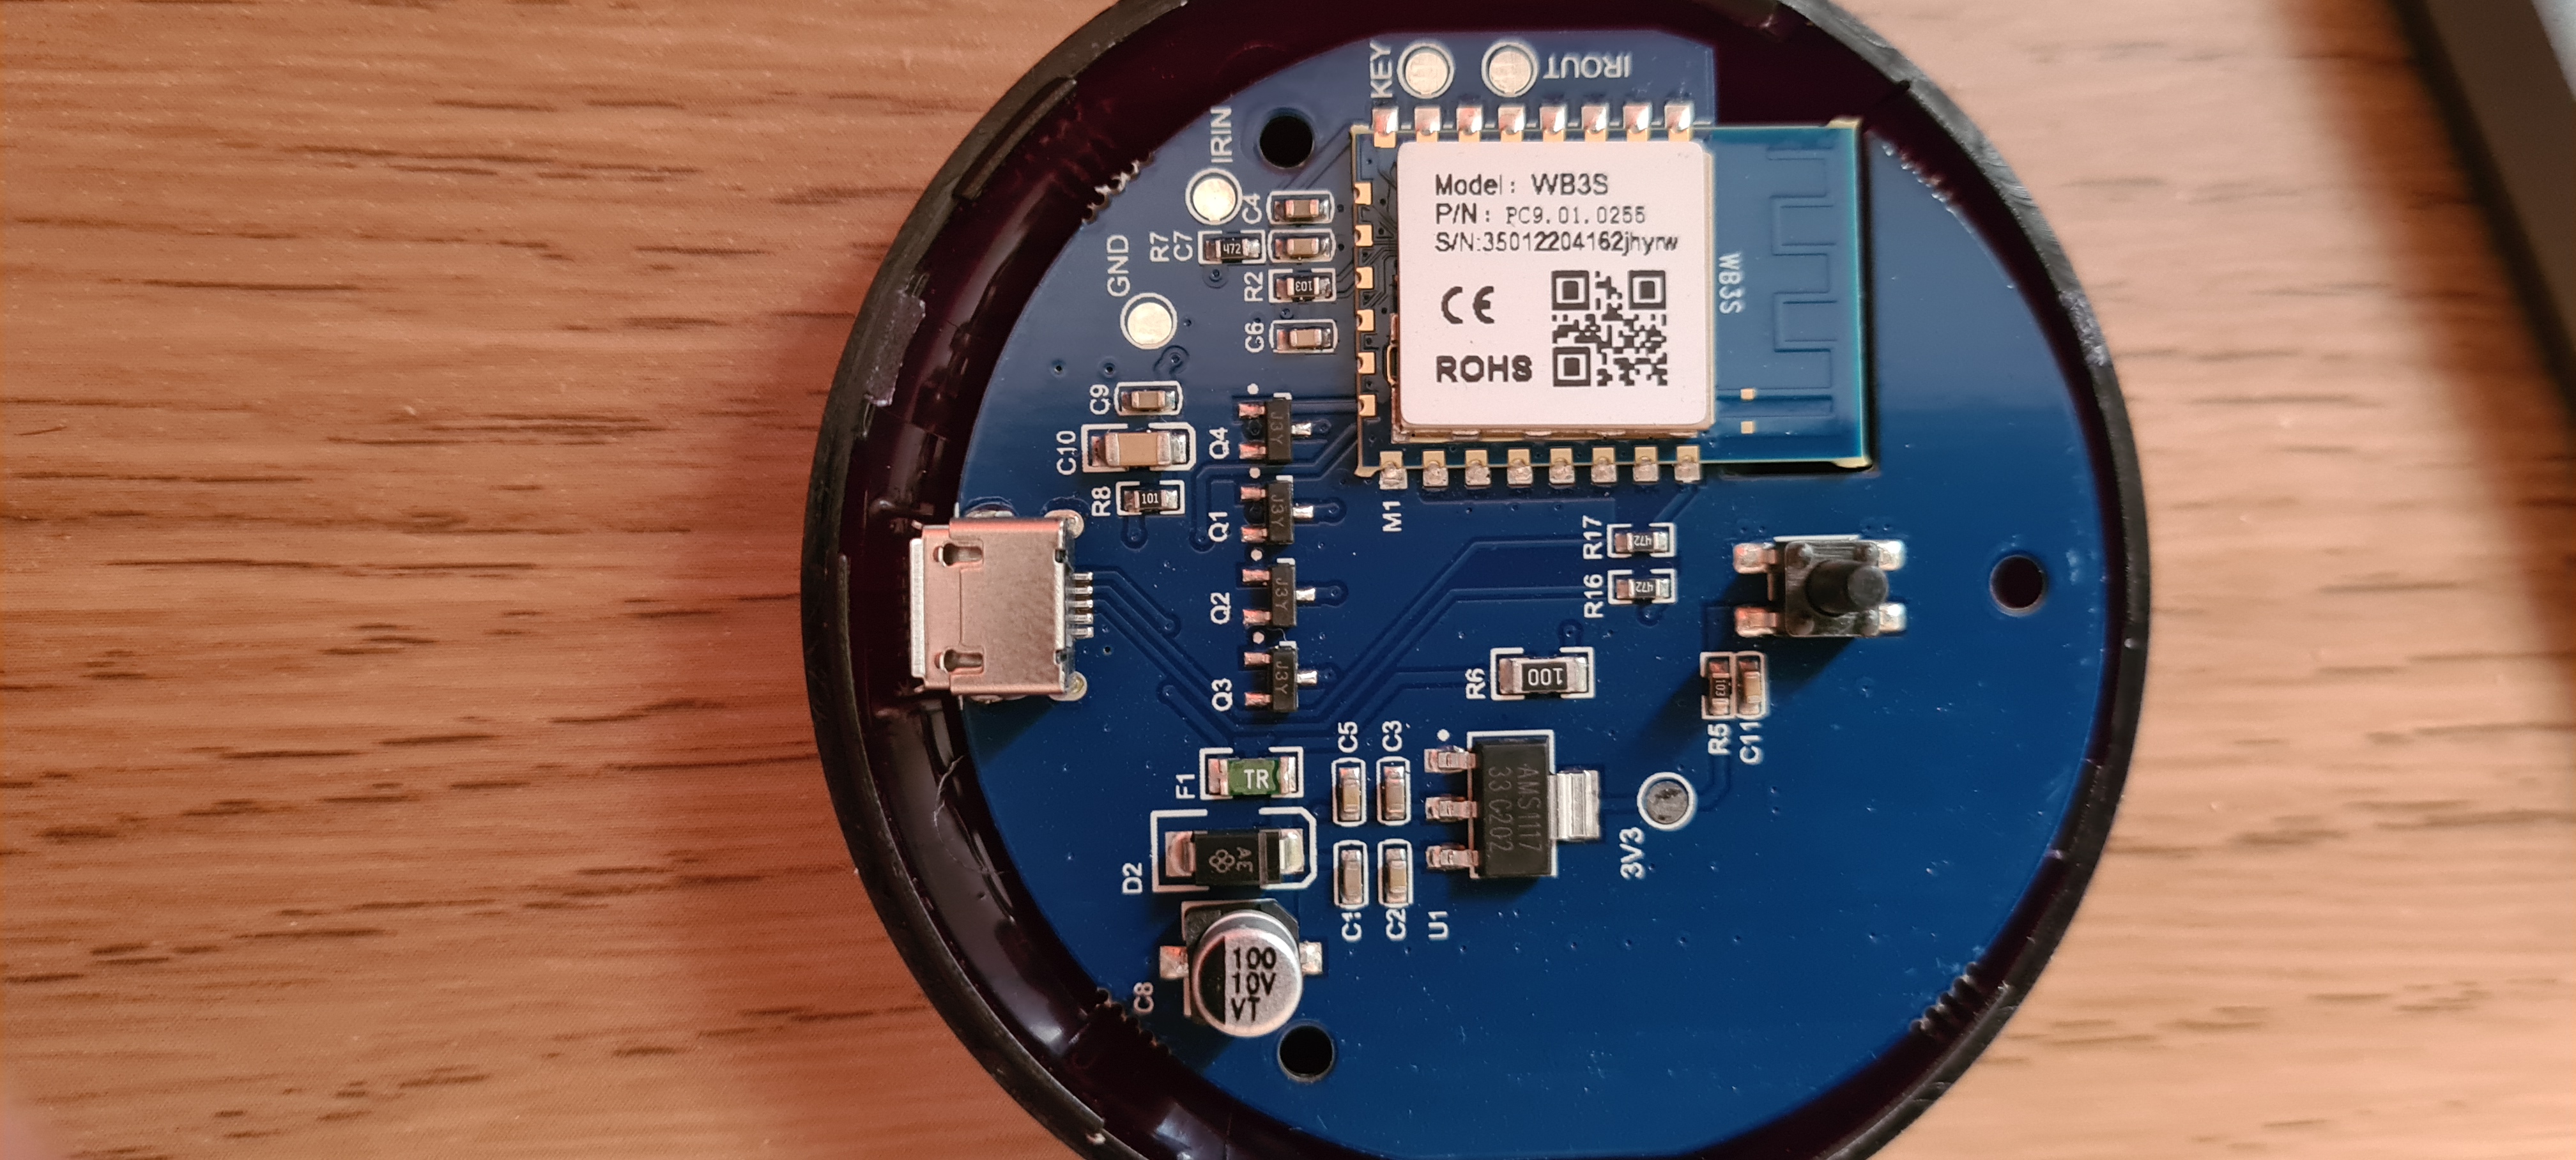 KEY
IROUT
IRIN
Model: WB3S
P/N: PC9.01.0255
S/N:35012204162jhyrw
CE
ROHS
WB3S
C4
R7
C7
472
GND
R2
103
C6
C9
C10
R8
101
Q4
J3Y
Q1
J3Y
Q2
J3Y
Q3
J3Y
M1
R17
472
R16
472
R6
100
R5
103
C11
F1
TR
C5
C3
D2
AE
C1
C2
U1
AMS1117
33 G202
3V3
C8
100
10V
VT